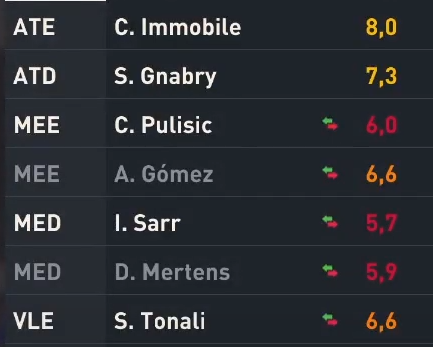 ATE C. Immobile 8,0
ATD S. Gnabry 7,3
MEE C. Pulisic 6,0
MEE A. Gómez 6,6
MED I. Sarr 5,7
MED D. Mertens 5,9
VLE S. Tonali 6,6